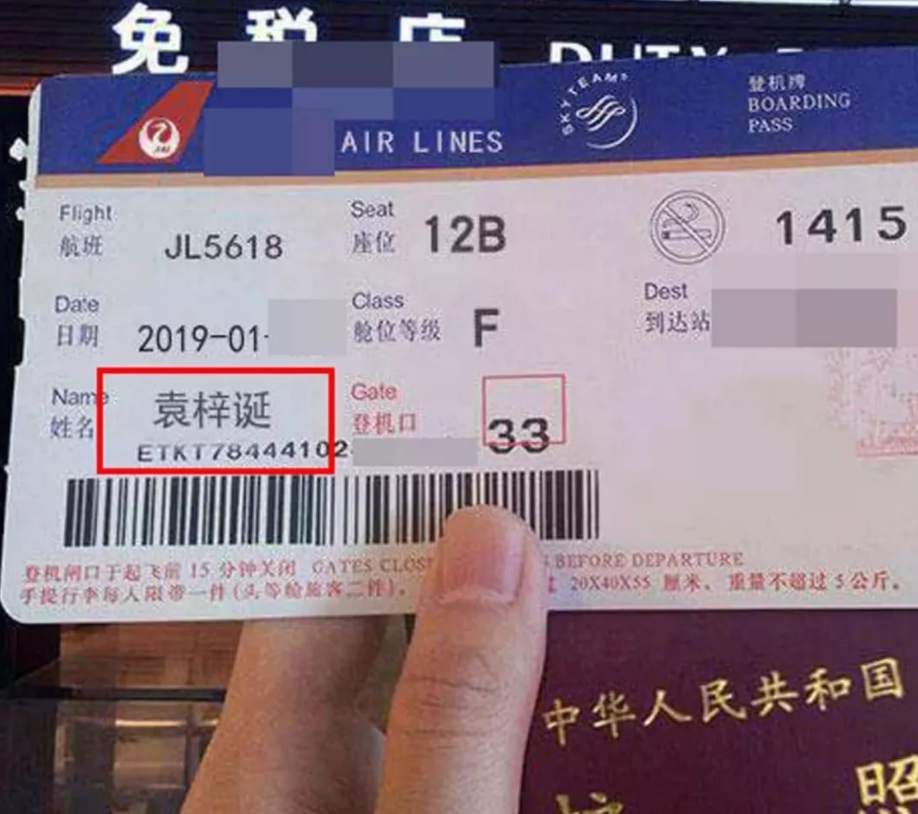 免税店
DUTY
JAL
AIR LINES
SKYTEAM
登机牌
BOARDING
PASS
Flight
航班
JL5618
Seat
座位
12B
1415
Date
日期
2019-01-
Class
舱位等级
F
Dest
到达站
Name
姓名
袁梓诞
ETKT78444102
Gate
登机口
33
登机闸口于起飞前 15 分钟关闭 GATES CLOSE BEFORE DEPARTURE
手提行李每人限带一件(头等舱旅客二件)。 20X40X55 厘米、重量不超过 5 公斤。
中华人民共和国
护 照